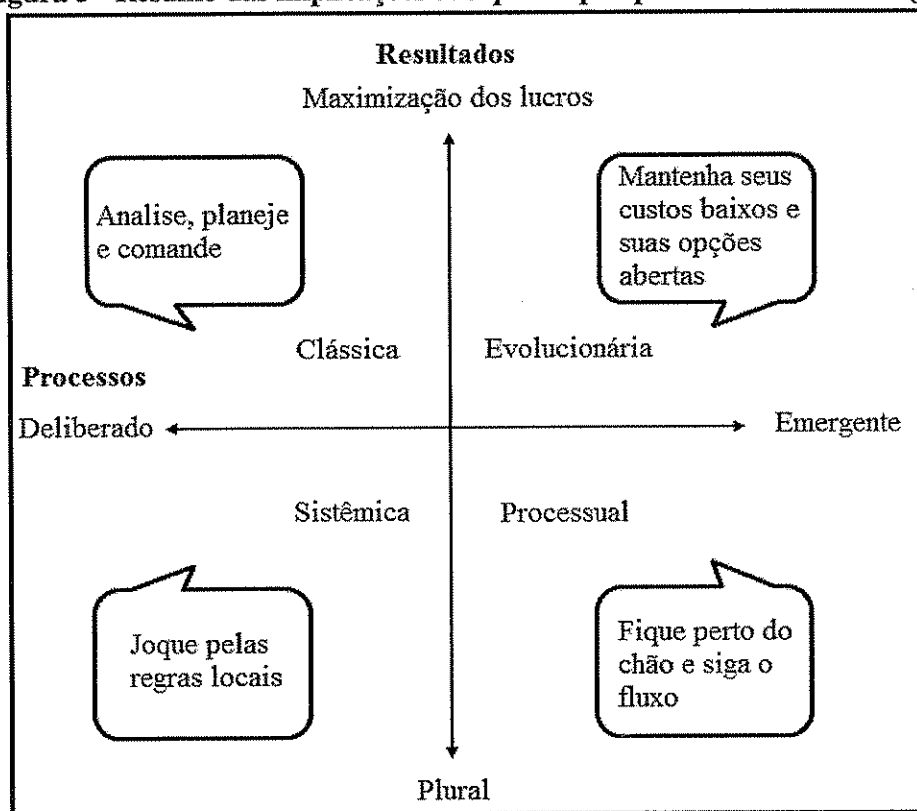 Resultados
Maximização dos lucros
Analise, planeje
e comande
Mantenha seus
custos baixos e
suas opções
abertas
Clássica
Evolucionária
Processos
Deliberado
Emergente
Sistêmica
Processual
Joque pelas
regras locais
Fique perto do
chão e siga o
fluxo
Plural